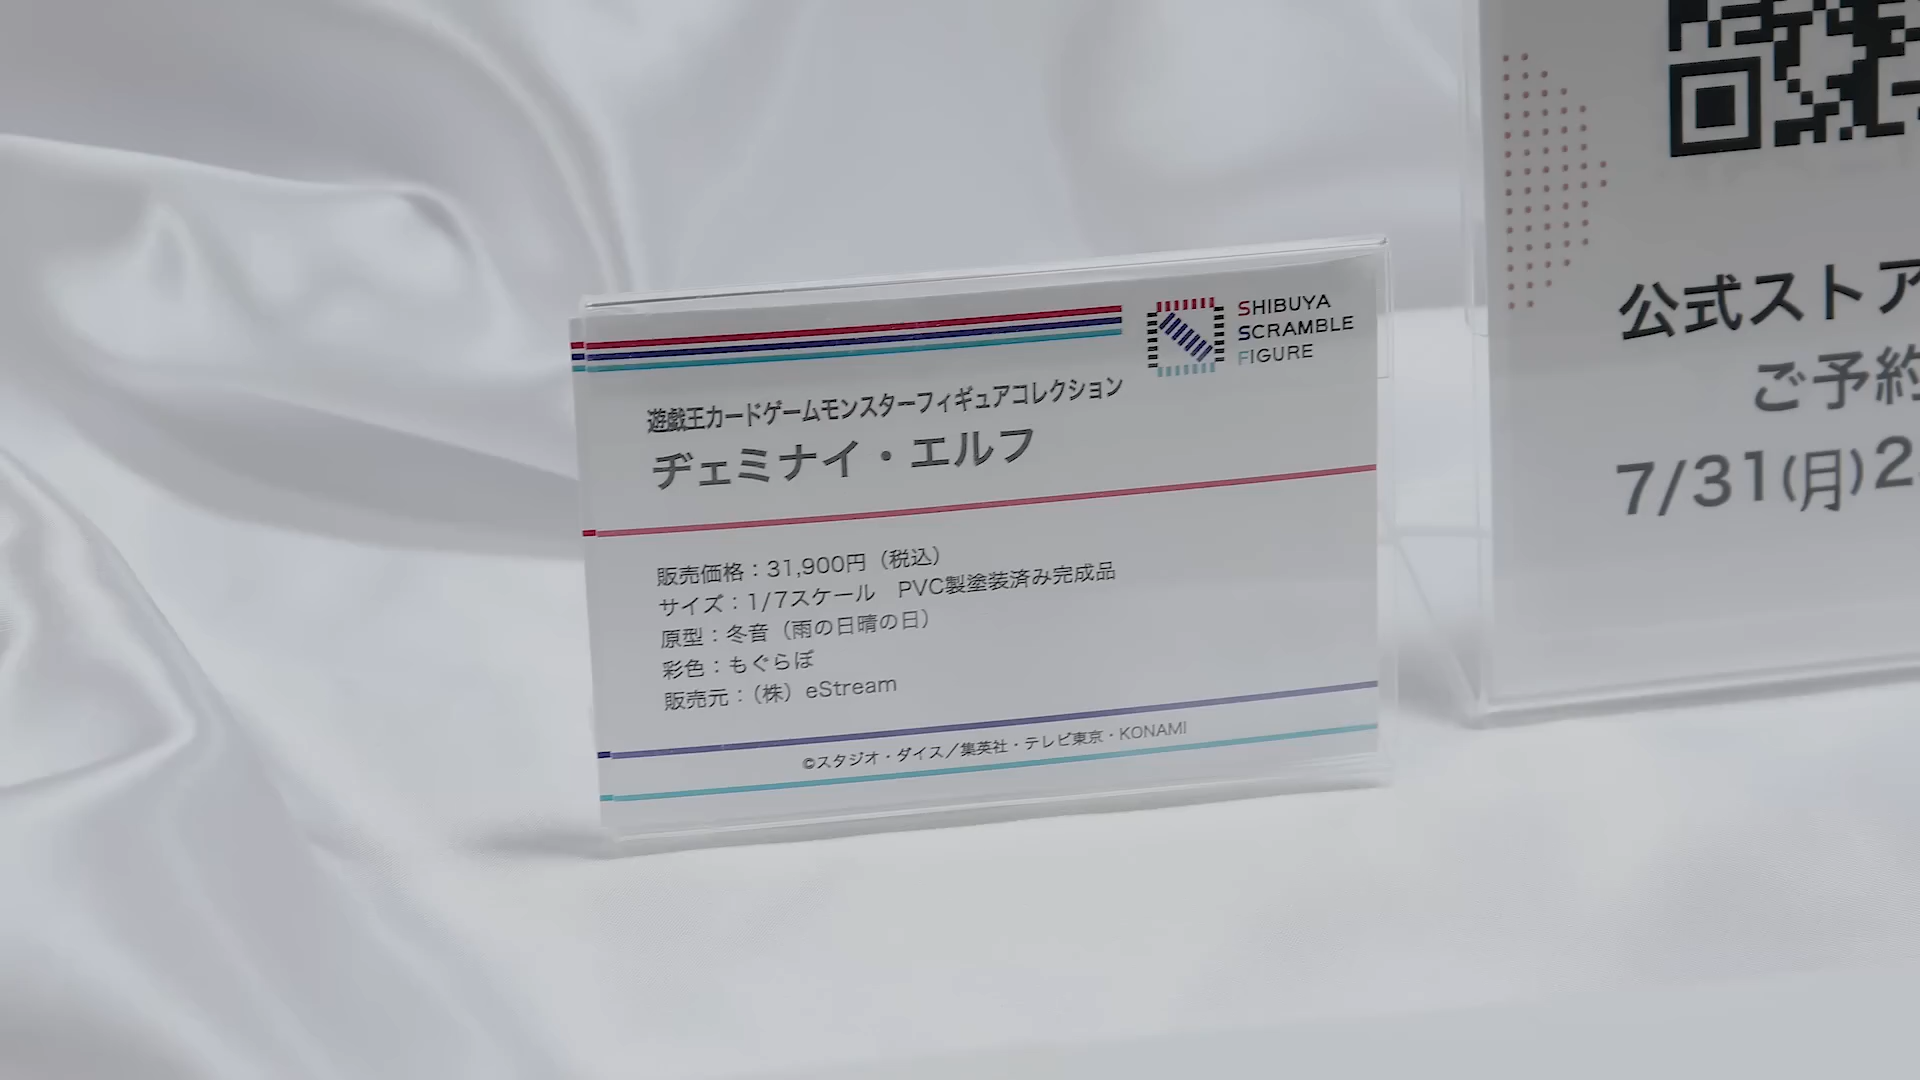 SHIBUYA
SCRAMBLE
FIGURE
遊戯王カードゲームモンスターフィギュアコレクション
ヂェミナイ・エルフ
販売価格：31,900円（税込）
サイズ：1/7スケール　PVC製塗装済み完成品
原型：冬音（雨の日晴の日）
彩色：もぐらぼ
販売元：（株）eStream
©スタジオ・ダイス／集英社・テレビ東京・KONAMI
公式ストア
ご予約
7/31(月)2